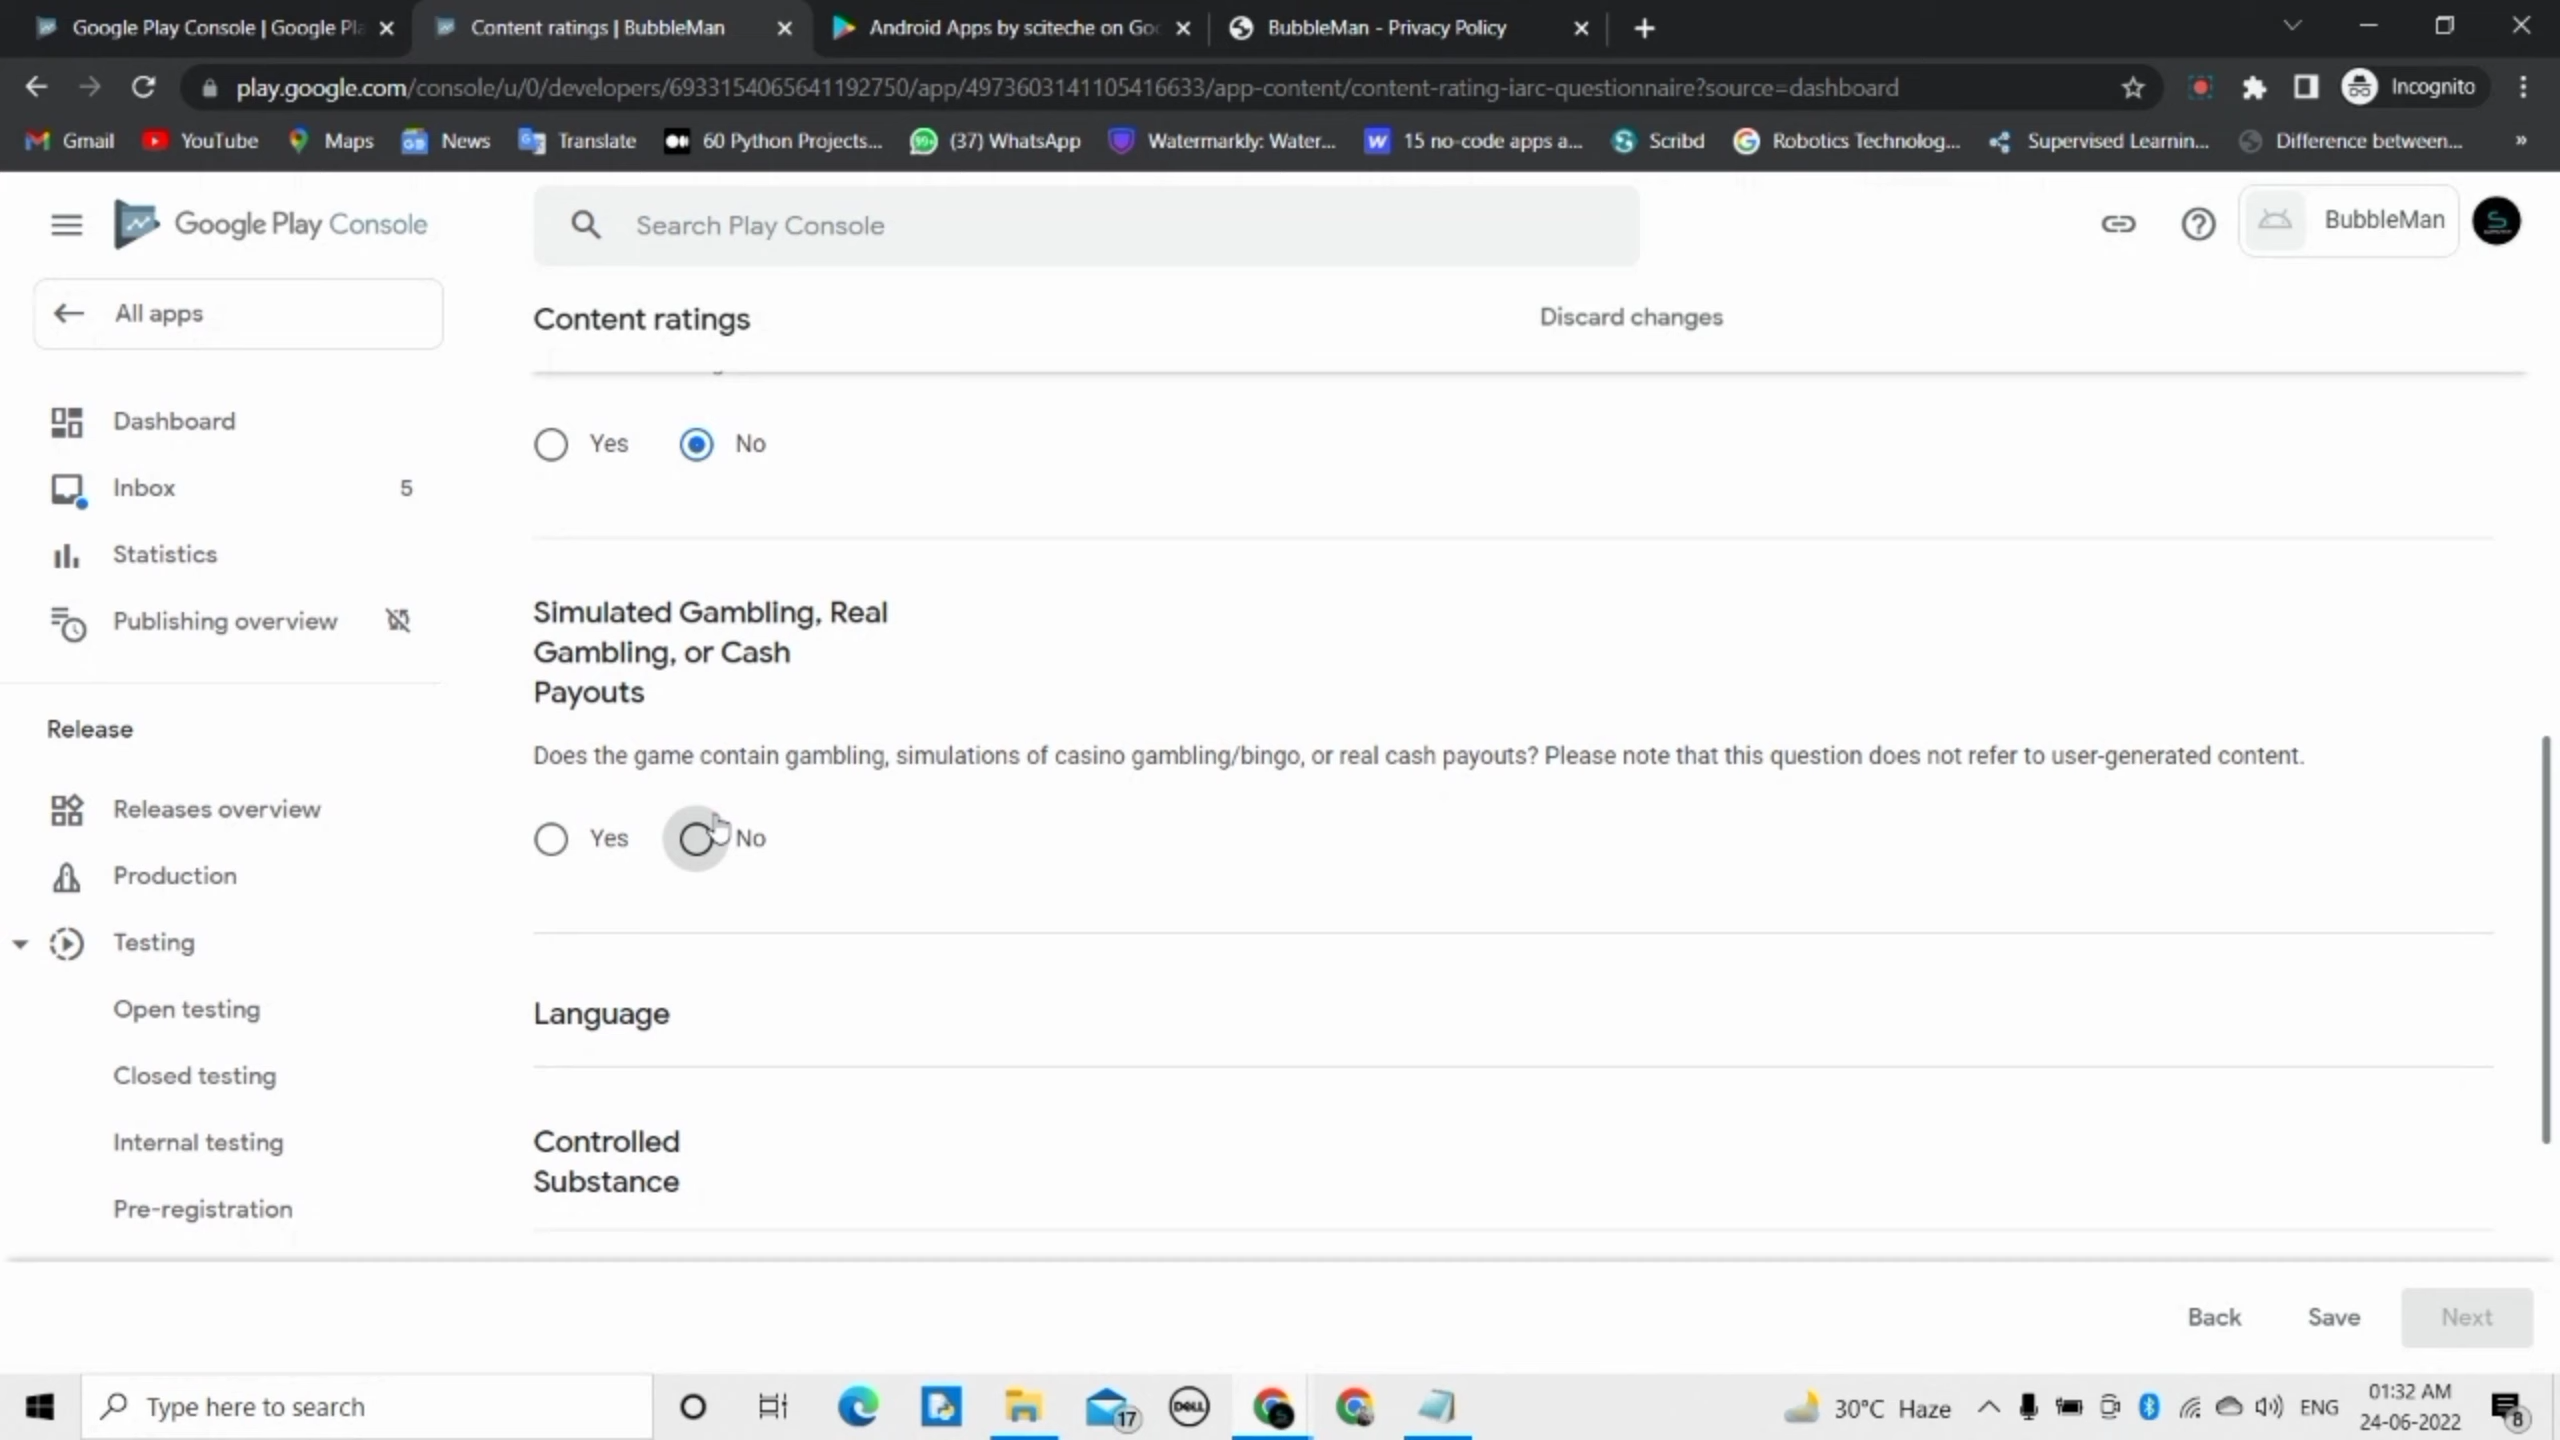 Google Play Console | Google Pla
Content ratings | BubbleMan
Android Apps by sciteche on Goo
BubbleMan - Privacy Policy
play.google.com/console/u/0/developers/6933154065641192750/app/4973603141105416633/app-content/content-rating-iarc-questionnaire?source=dashboard
Incognito
Gmail
YouTube
Maps
News
Translate
60 Python Projects...
(37) WhatsApp
Watermarkly: Water...
15 no-code apps a...
Scribd
Robotics Technolog...
Supervised Learnin...
Difference between...
»
Google Play Console
Search Play Console
BubbleMan
All apps
Content ratings
Discard changes
Dashboard
Yes
No
Inbox 5
Statistics
Publishing overview
Simulated Gambling, Real
Gambling, or Cash
Payouts
Release
Does the game contain gambling, simulations of casino gambling/bingo, or real cash payouts? Please note that this question does not refer to user-generated content.
Releases overview
Yes
No
Production
Testing
Open testing
Language
Closed testing
Internal testing
Controlled
Substance
Pre-registration
Back
Save
Next
Type here to search
17
DELL
30°C Haze
ENG
01:32 AM
24-06-2022
8